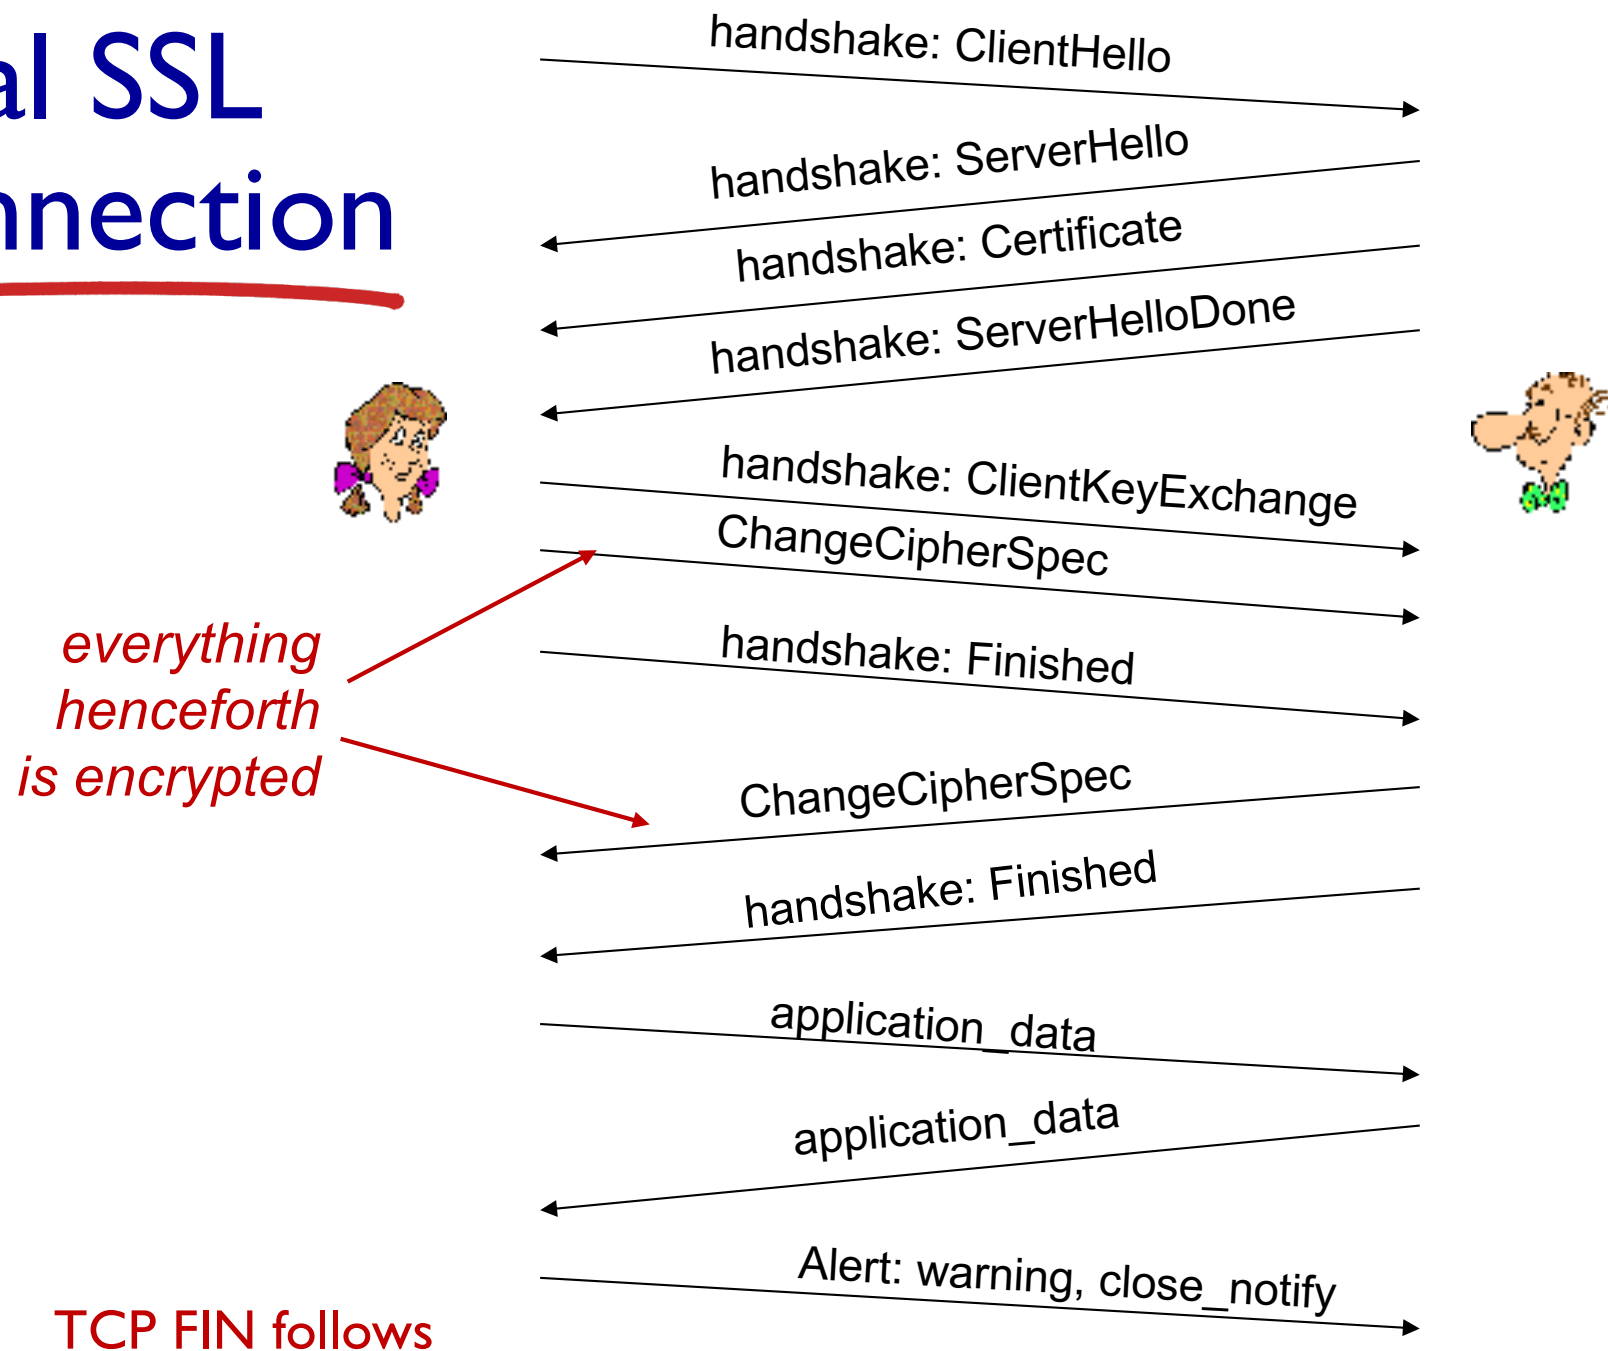 al SSL
nnection
handshake: ClientHello
handshake: ServerHello
handshake: Certificate
handshake: ServerHelloDone
handshake: ClientKeyExchange
ChangeCipherSpec
handshake: Finished
everything
henceforth
is encrypted
ChangeCipherSpec
handshake: Finished
application_data
application_data
Alert: warning, close_notify
TCP FIN follows